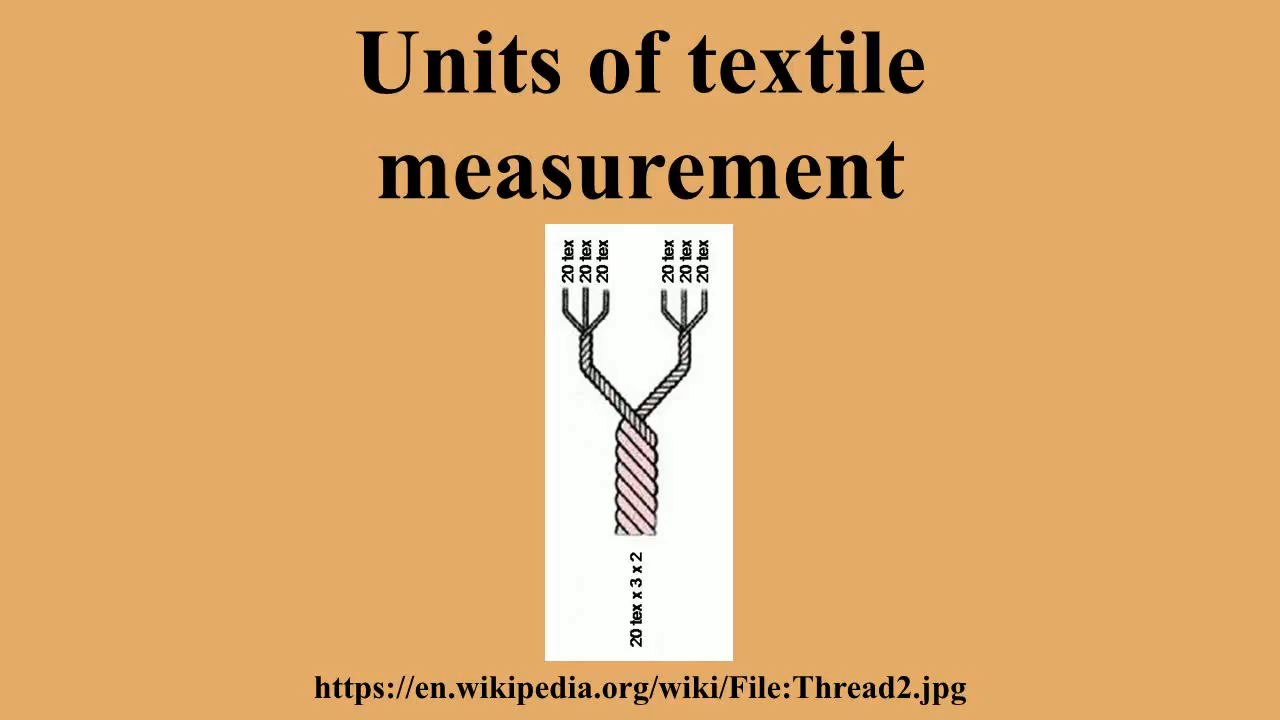 Units of textile
measurement
20 tex
20 tex
20 tex
20 tex
20 tex
20 tex
20 tex x 3 x 2
https://en.wikipedia.org/wiki/File:Thread2.jpg